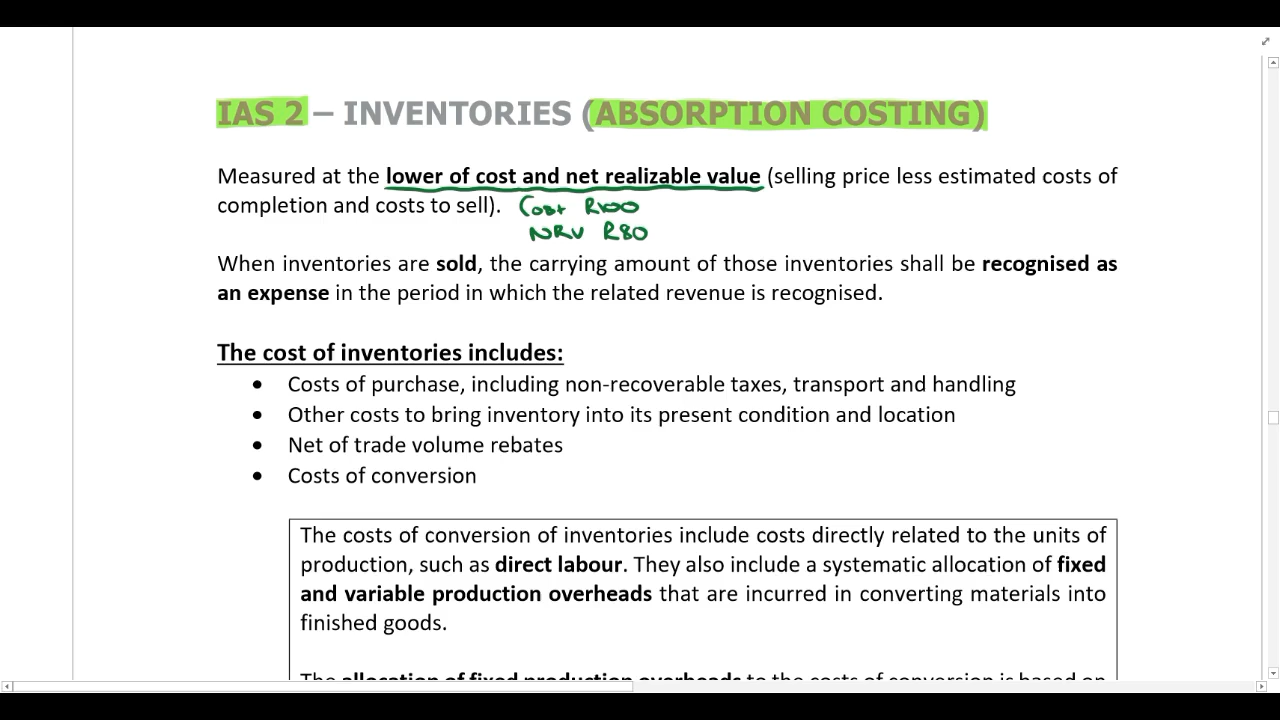 IAS 2 – INVENTORIES (ABSORPTION COSTING)
Measured at the lower of cost and net realizable value (selling price less estimated costs of
completion and costs to sell). Cost R100
NRV R80
When inventories are sold, the carrying amount of those inventories shall be recognised as
an expense in the period in which the related revenue is recognised.
The cost of inventories includes:
• Costs of purchase, including non-recoverable taxes, transport and handling
• Other costs to bring inventory into its present condition and location
• Net of trade volume rebates
• Costs of conversion
The costs of conversion of inventories include costs directly related to the units of
production, such as direct labour. They also include a systematic allocation of fixed
and variable production overheads that are incurred in converting materials into
finished goods.
The allocation of fixed production overheads to the costs of conversion is based on